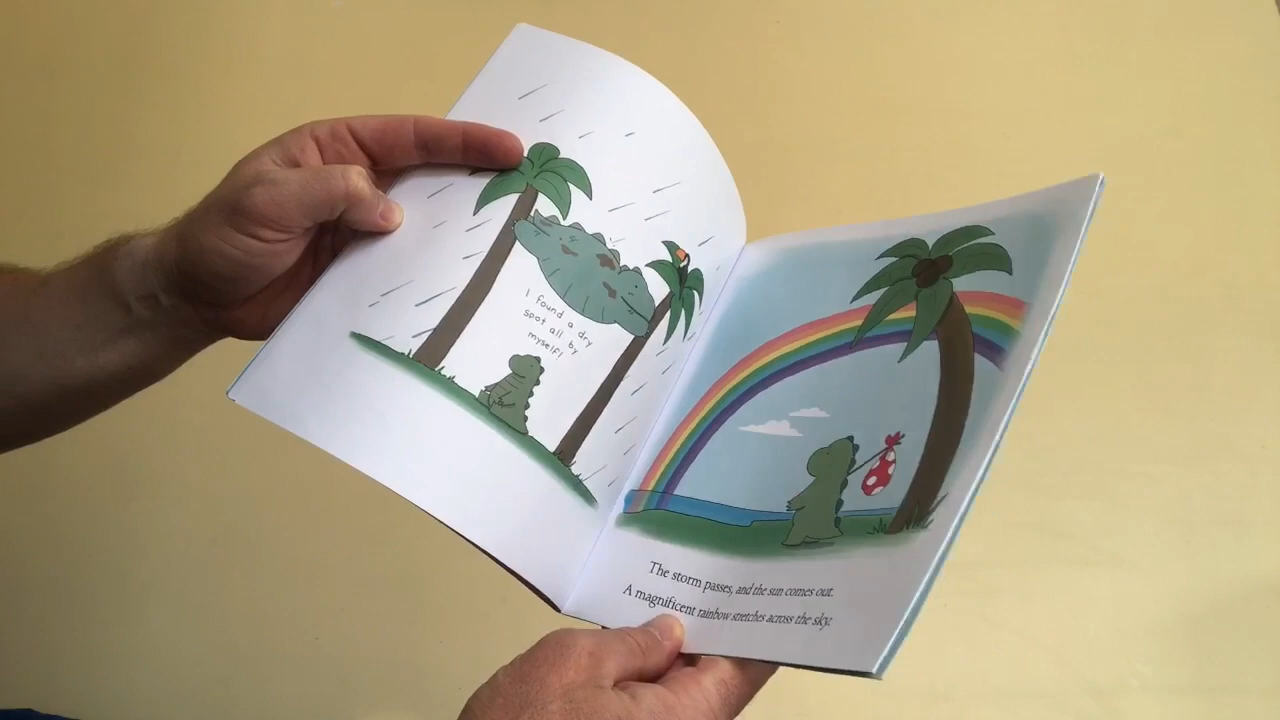 I found a dry
spot all by
myself!
The storm passes, and the sun comes out.
A magnificent rainbow stretches across the sky.